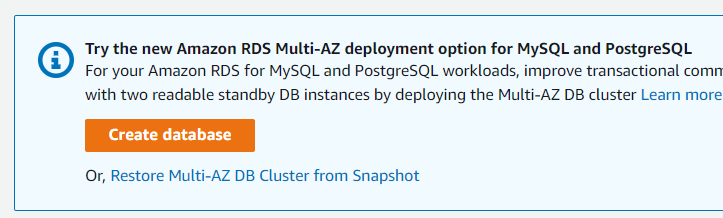 Try the new Amazon RDS Multi-AZ deployment option for MySQL and PostgreSQL
For your Amazon RDS for MySQL and PostgreSQL workloads, improve transactional comm
with two readable standby DB instances by deploying the Multi-AZ DB cluster Learn more
Create database
Or, Restore Multi-AZ DB Cluster from Snapshot